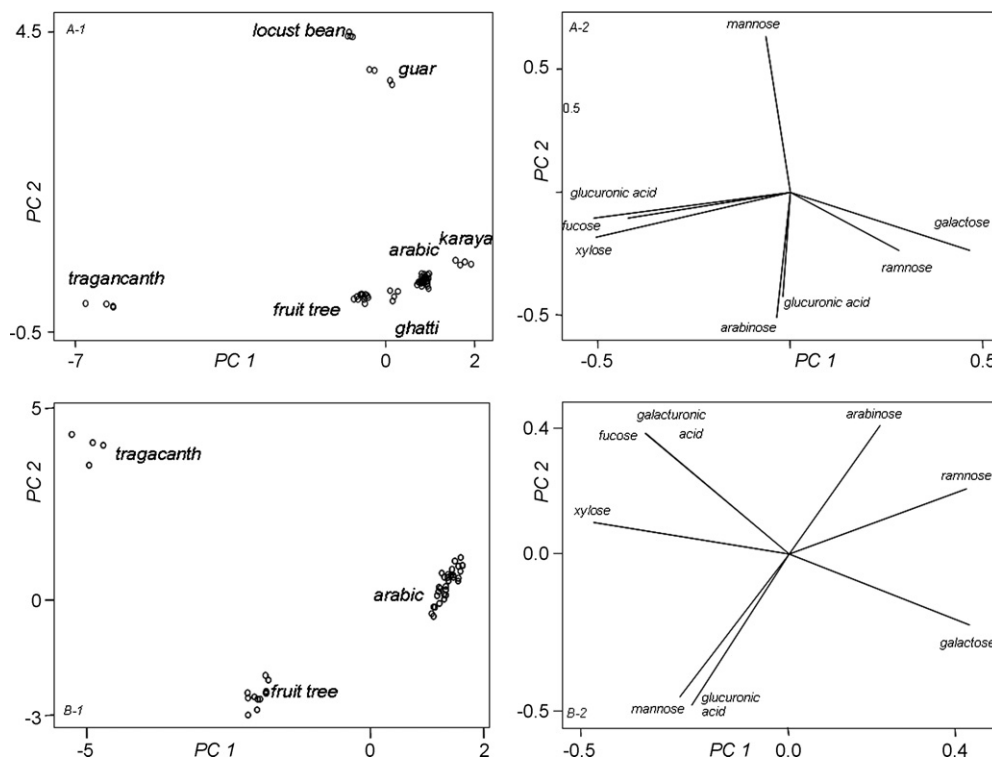 A-1
4.5
locust bean
guar
PC 2
karaya
arabic
tragancanth
fruit tree
ghatti
-0.5
-7
PC 1
0
2
A-2
mannose
0.5
0.5
PC 2
glucuronic acid
fucose
xylose
galactose
ramnose
glucuronic acid
arabinose
-0.5
-0.5
PC 1
0
0.5
5
tragacanth
PC 2
arabic
0
fruit tree
-3
B-1
-5
PC 1
0
2
0.4
galacturonic
acid
fucose
arabinose
PC 2
ramnose
xylose
0.0
galactose
mannose
glucuronic
acid
-0.5
B-2
-0.5
PC 1
0.0
0.4